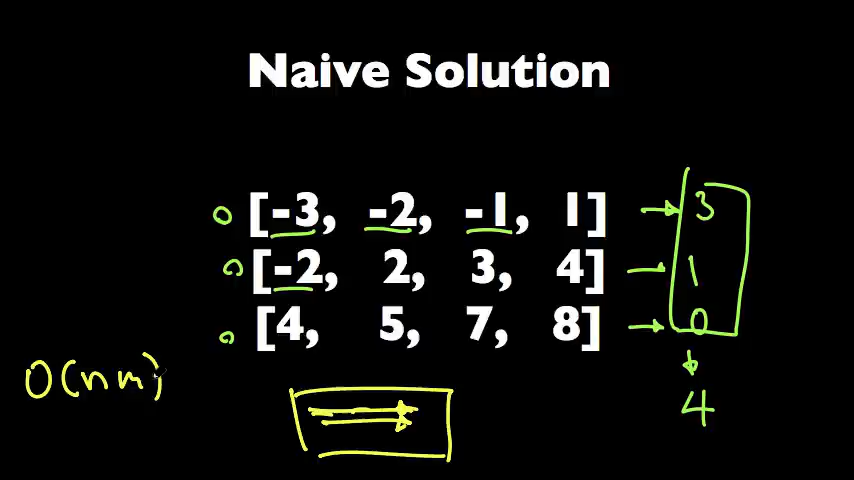 Naive Solution
[-3, -2, -1, 1] 3
[-2, 2, 3, 4] 1
[4, 5, 7, 8] 0
O(nm)
4